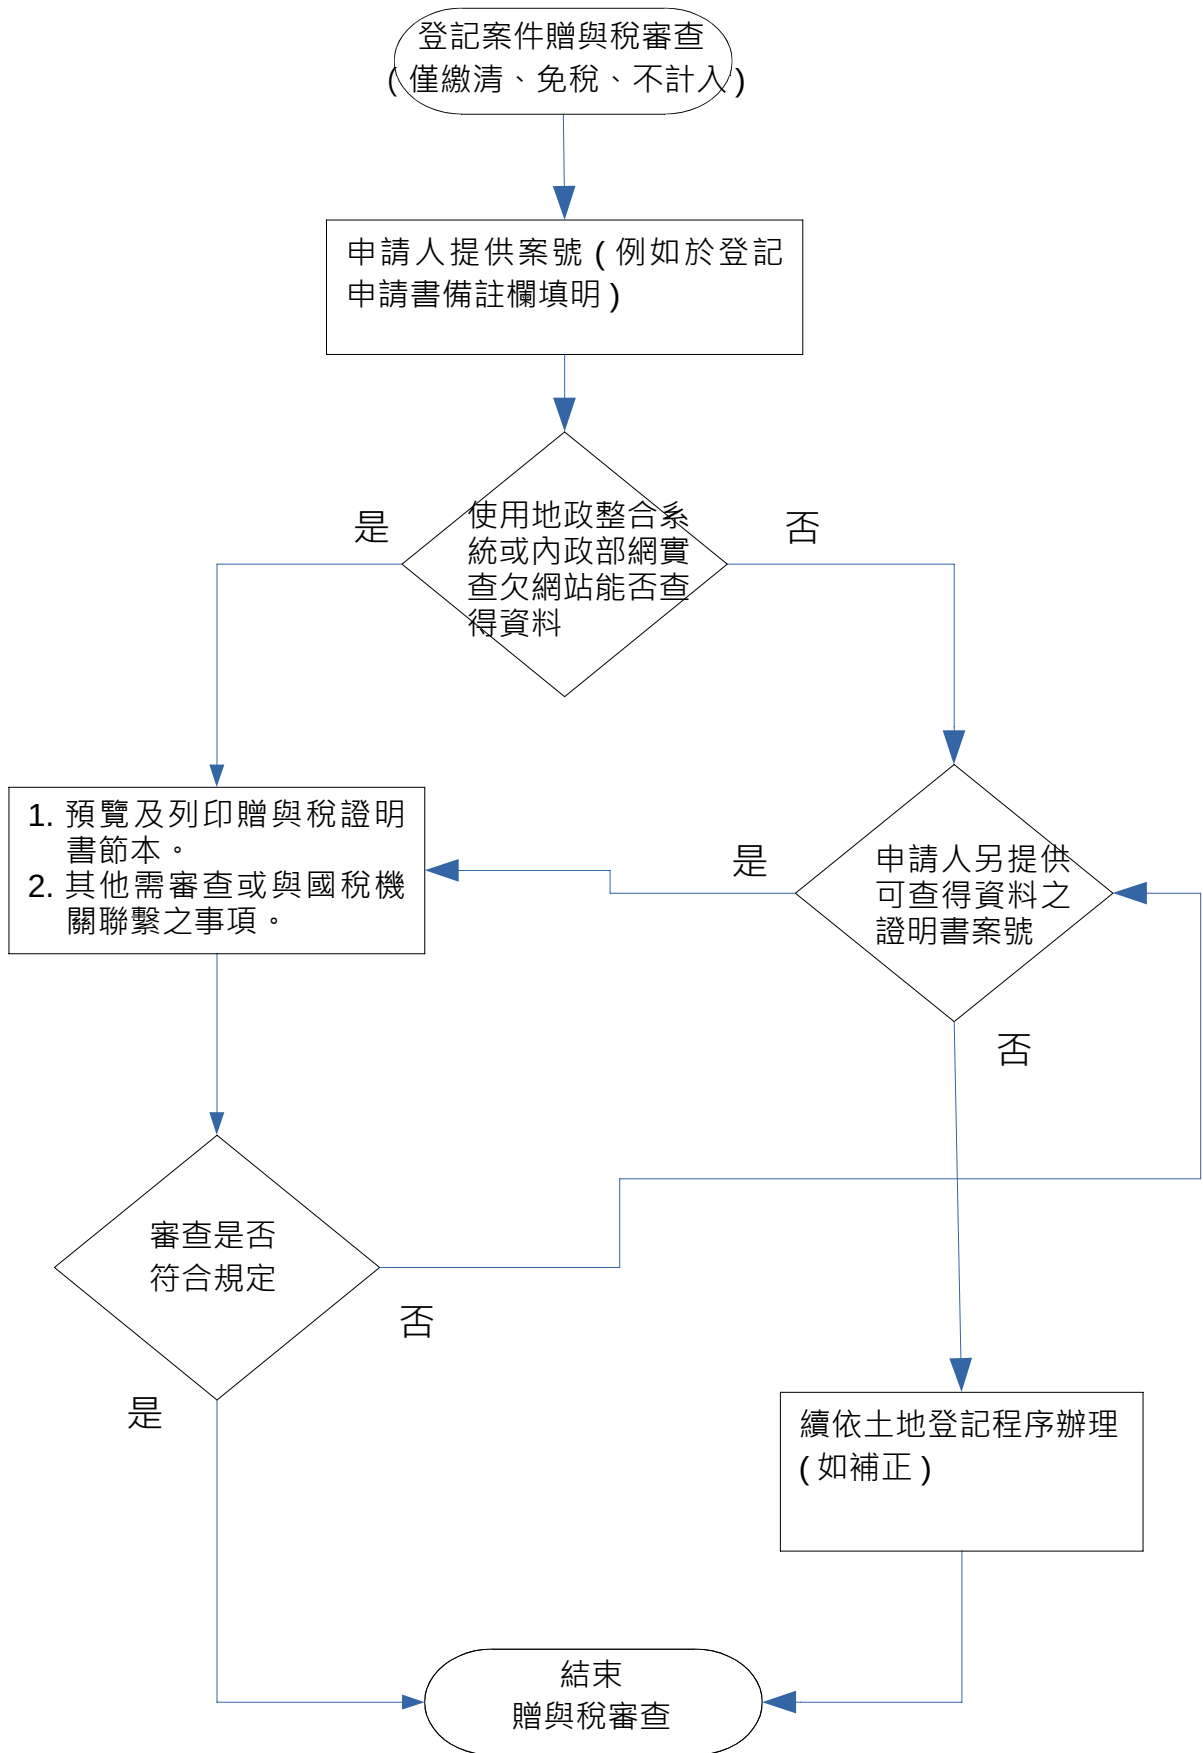 登記案件贈與稅審查
(僅繳清、免稅、不計入)
申請人提供案號(例如於登記
申請書備註欄填明)
是
否
使用地政整合系
統或內政部網實
查欠網站能否查
得資料
1. 預覽及列印贈與稅證明
書節本。
2. 其他需審查或與國稅機
關聯繫之事項。
是
申請人另提供
可查得資料之
證明書案號
否
審查是否
符合規定
否
是
續依土地登記程序辦理
(如補正)
結束
贈與稅審查